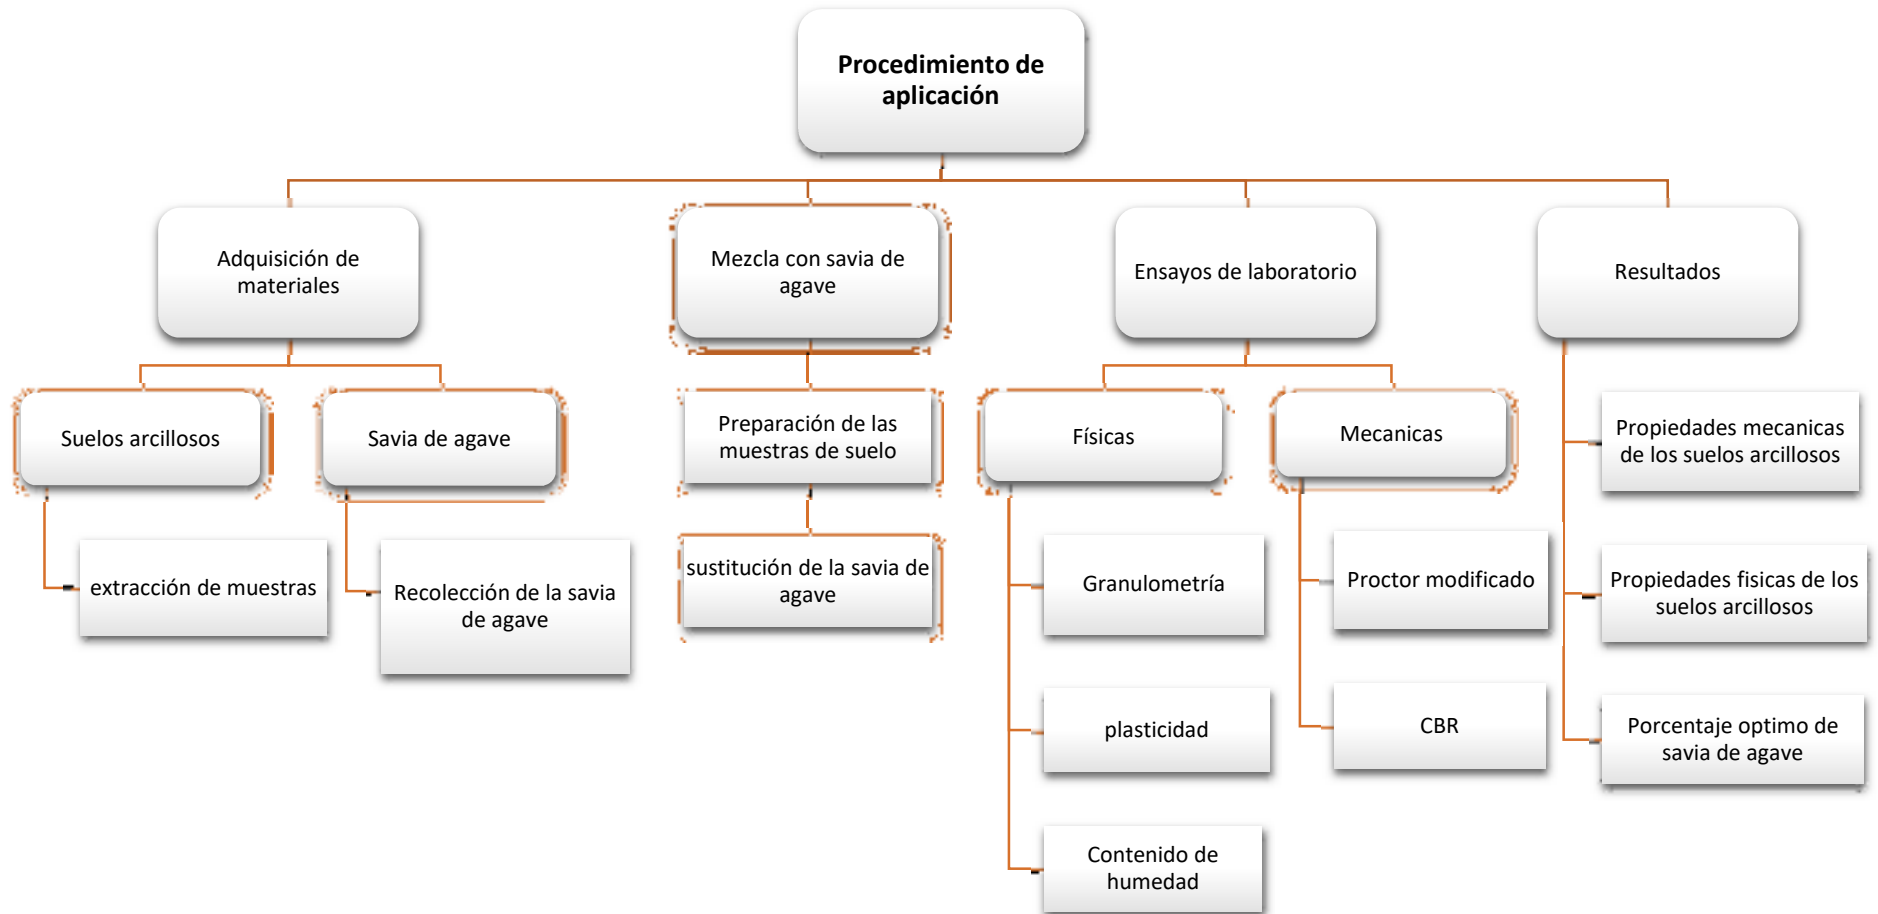 Procedimiento de
aplicación
Adquisición de
materiales
Mezcla con savia de
agave
Ensayos de laboratorio
Resultados
Suelos arcillosos
Savia de agave
Preparación de las
muestras de suelo
Físicas
Mecanicas
Propiedades mecanicas
de los suelos arcillosos
extracción de muestras
Recolección de la savia
de agave
sustitución de la savia de
agave
Granulometría
Proctor modificado
Propiedades fisicas de los
suelos arcillosos
plasticidad
CBR
Porcentaje optimo de
savia de agave
Contenido de
humedad